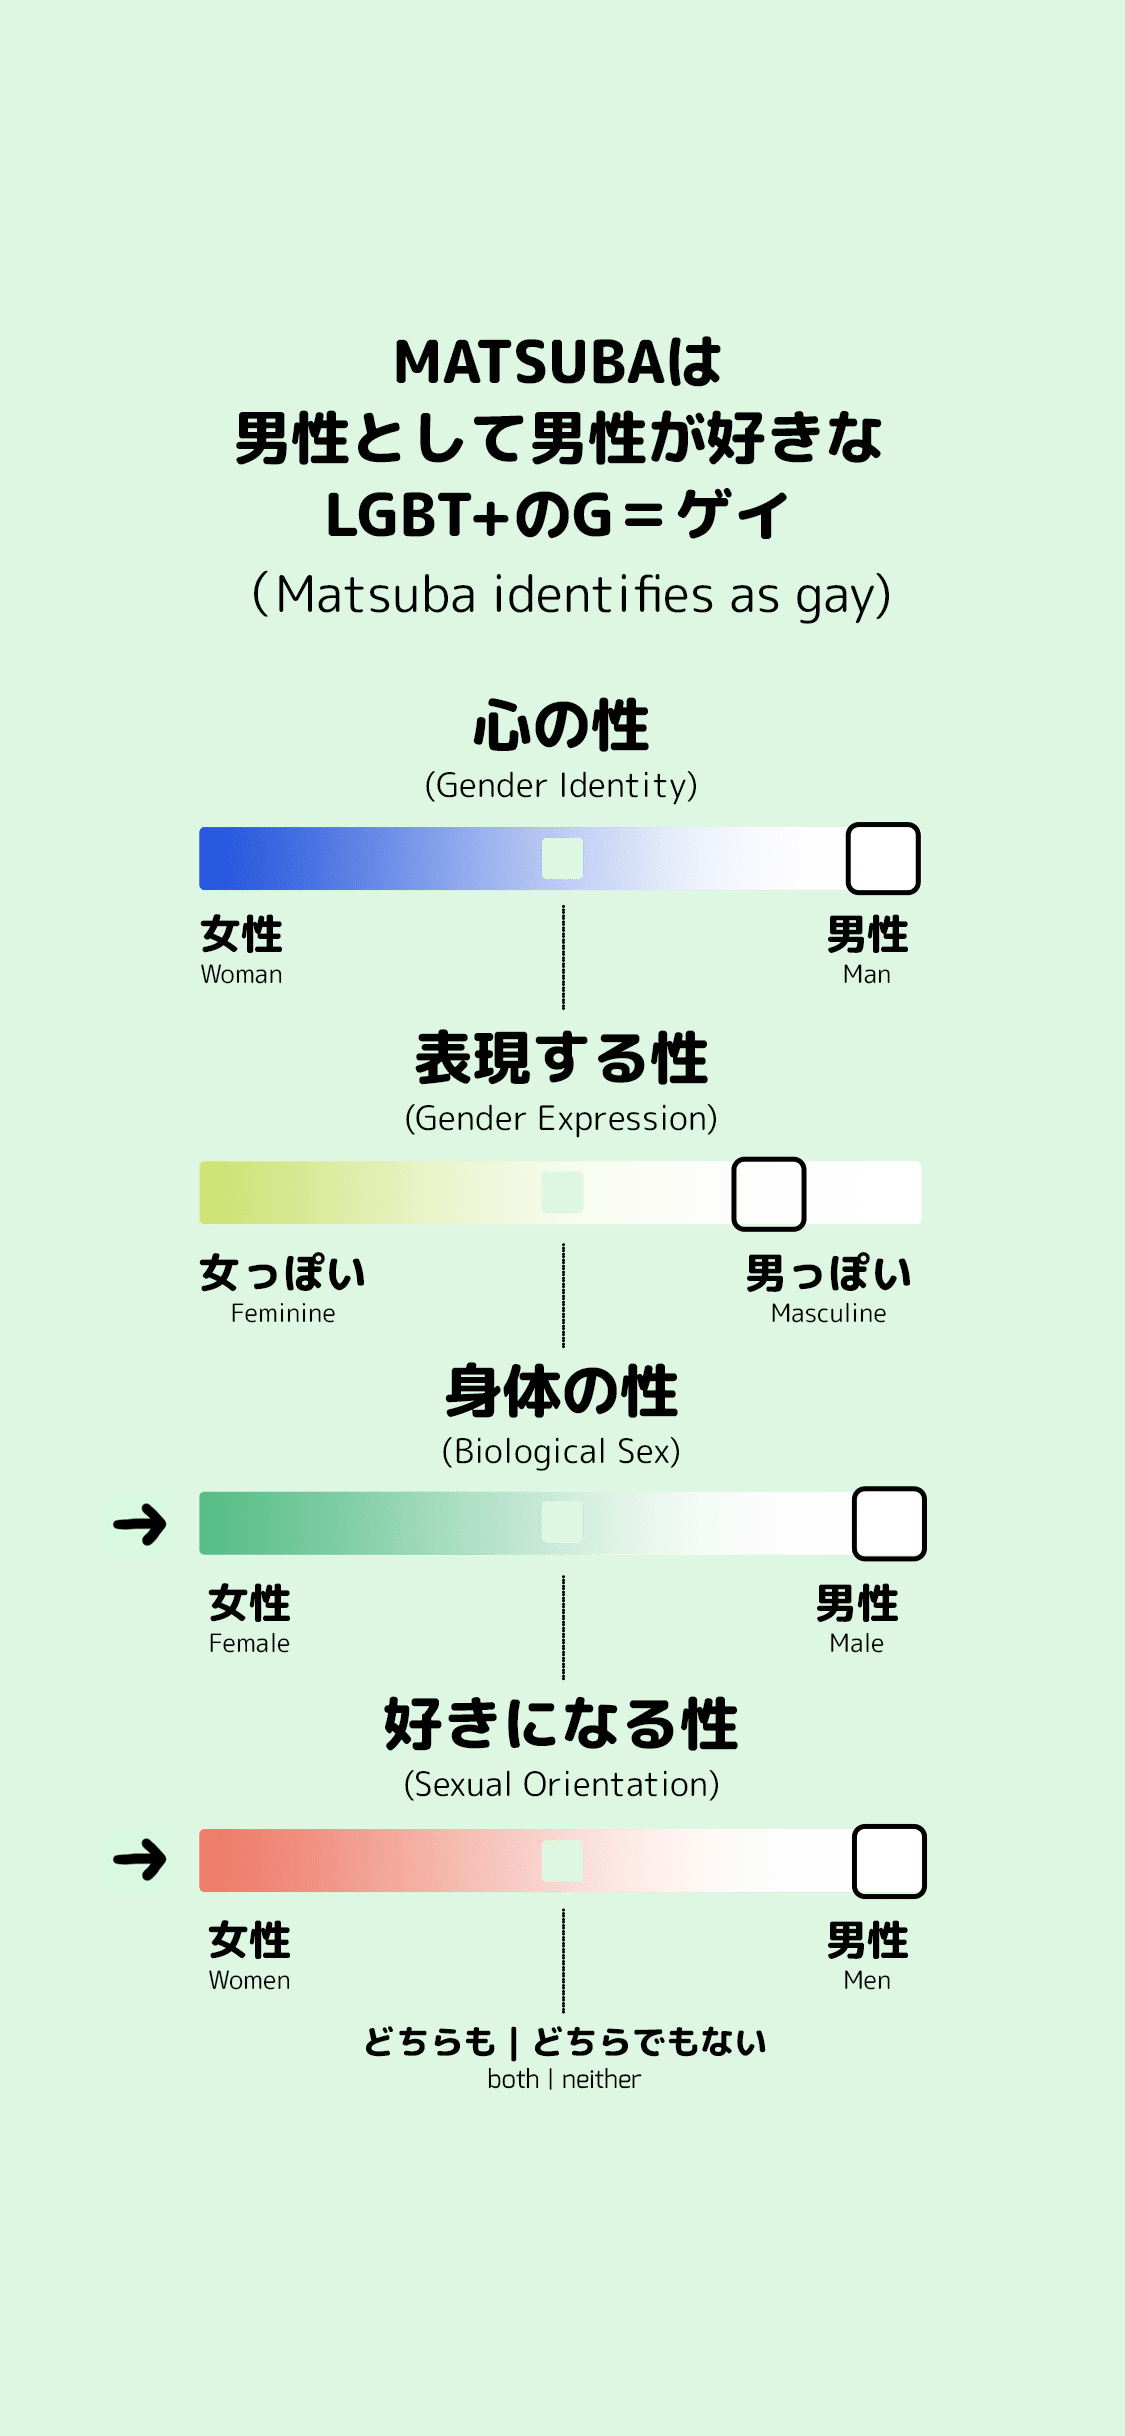 MATSUBAは
男性として男性が好きな
LGBT+のG＝ゲイ
(Matsuba identifies as gay)
心の性
(Gender Identity)
女性 男性
Woman Man
表現する性
(Gender Expression)
女っぽい 男っぽい
Feminine Masculine
身体の性
(Biological Sex)
→
女性 男性
Female Male
好きになる性
(Sexual Orientation)
→
女性 男性
Women Men
どちらも | どちらでもない
both | neither